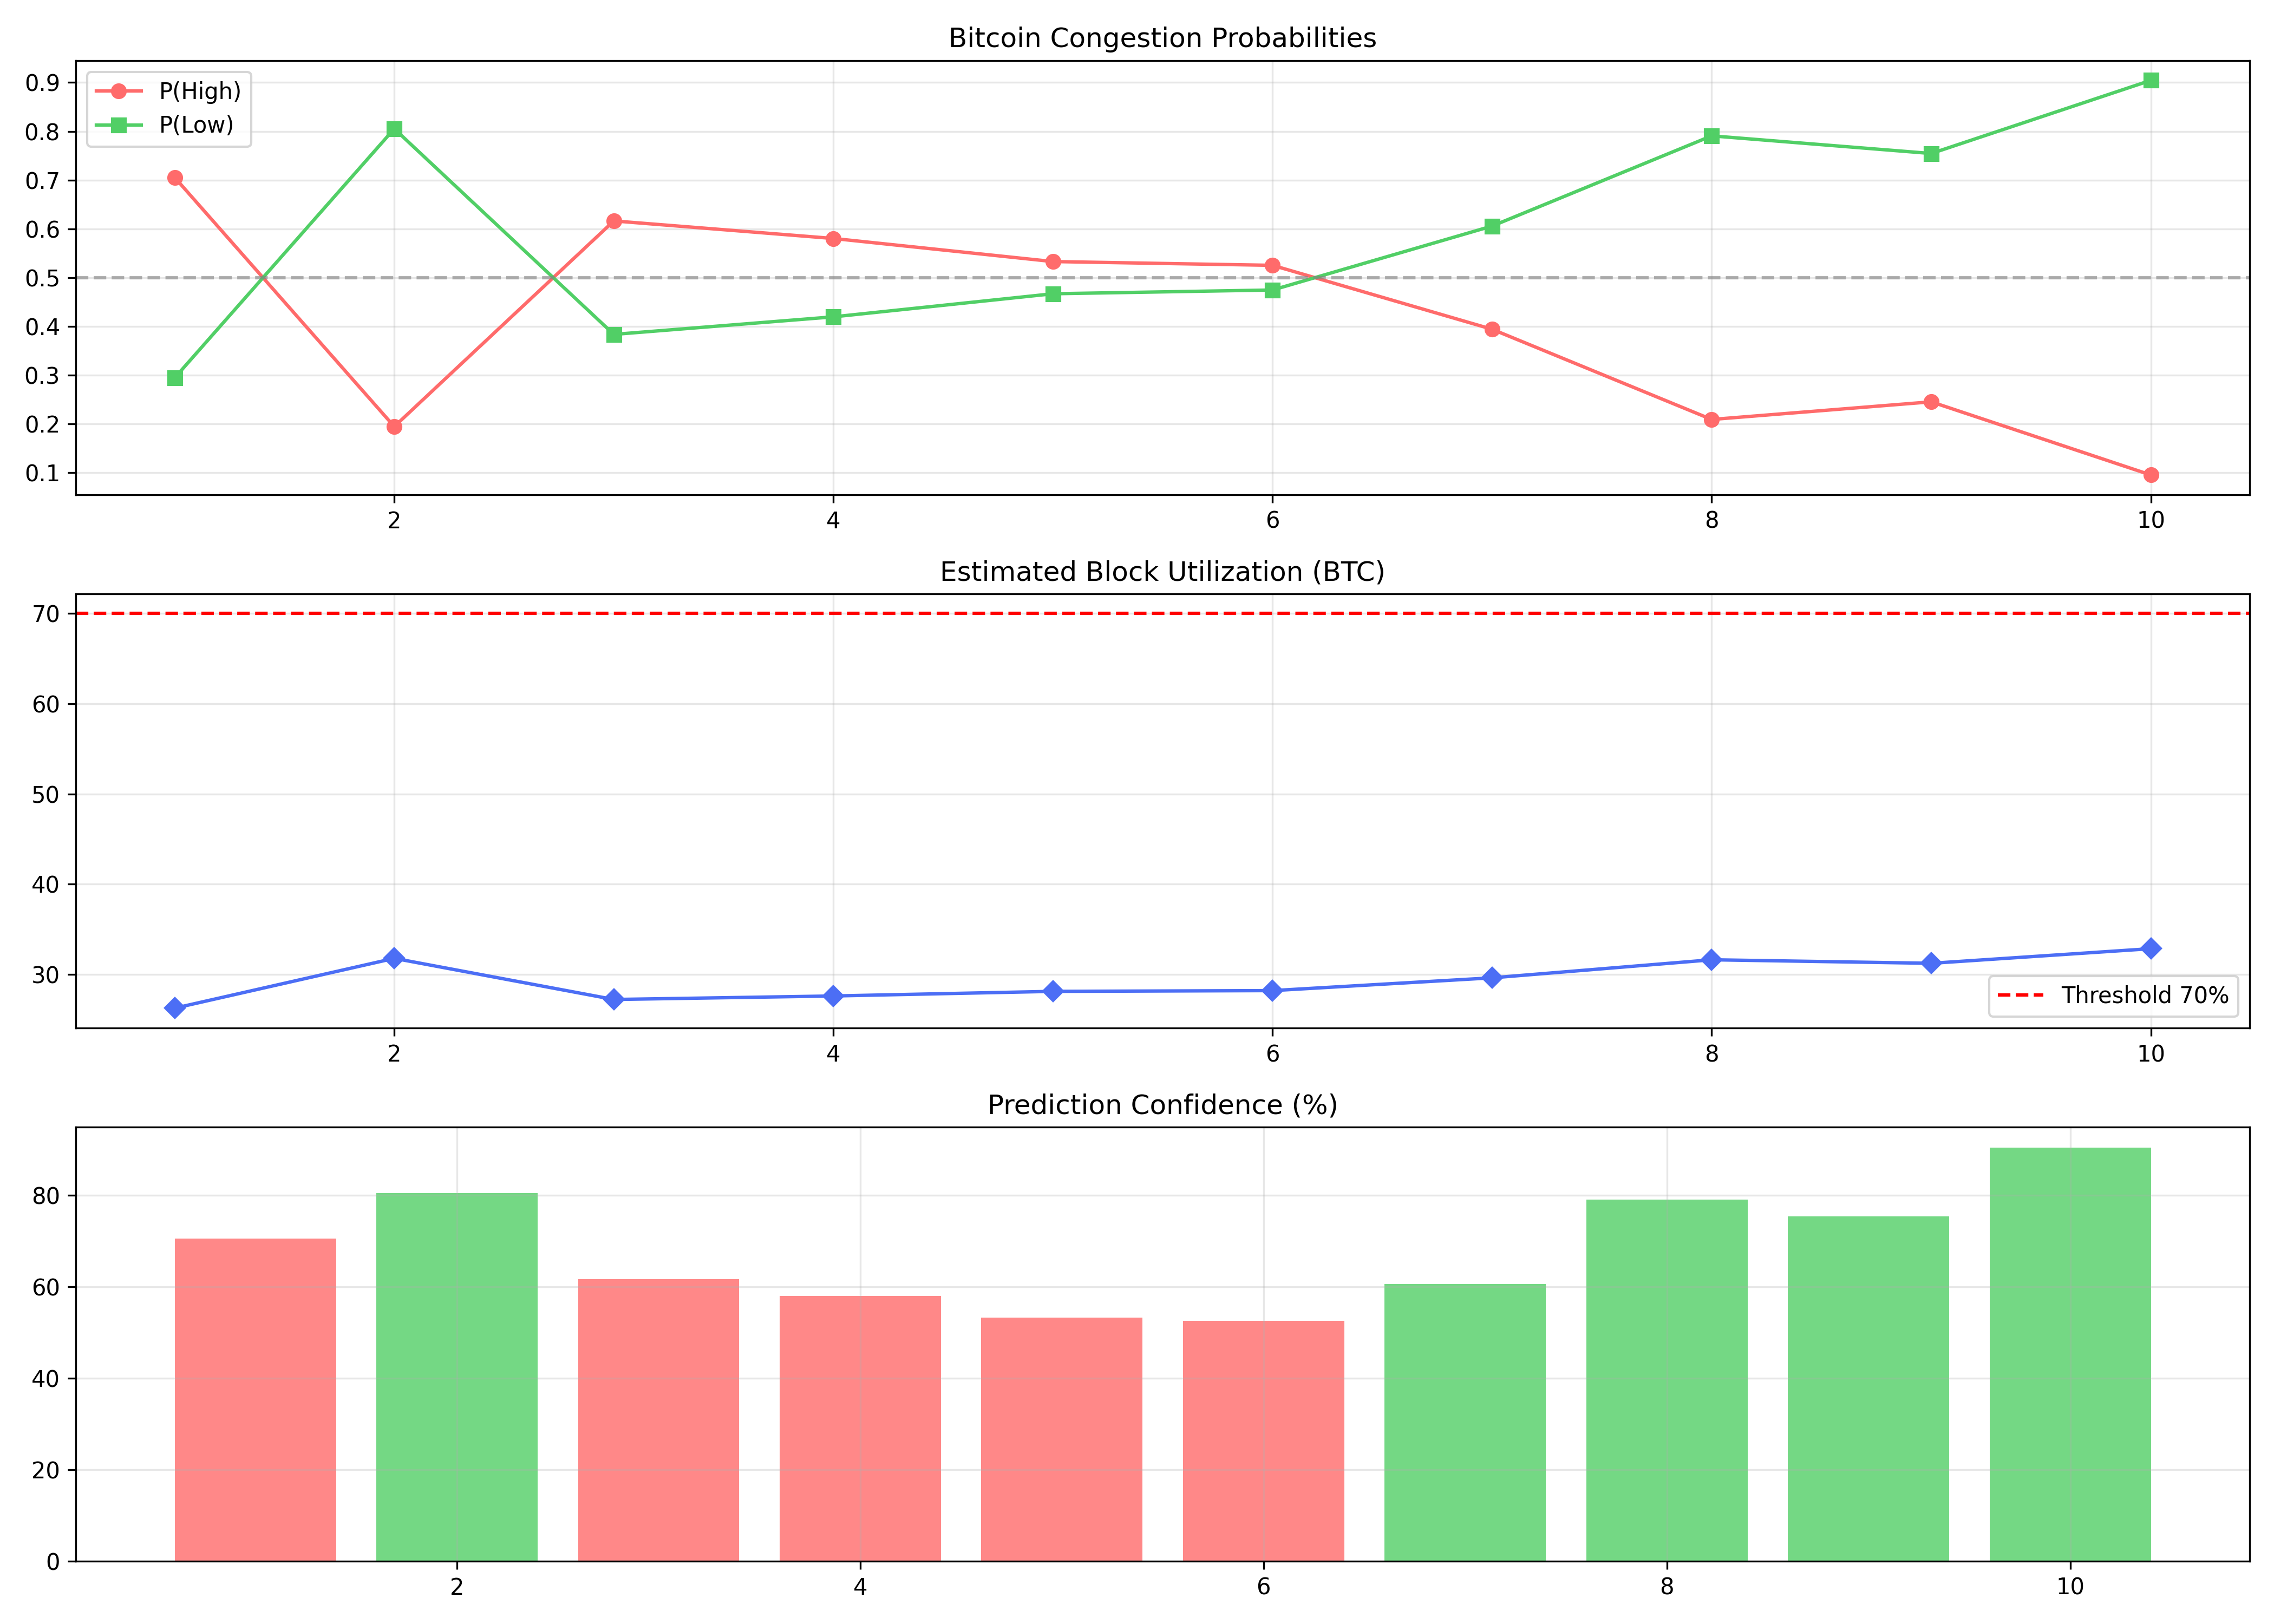 Bitcoin Congestion Probabilities
P(High)
P(Low)
0.9
0.8
0.7
0.6
0.5
0.4
0.3
0.2
0.1
2 4 6 8 10
Estimated Block Utilization (BTC)
70
60
50
40
30
Threshold 70%
2 4 6 8 10
Prediction Confidence (%)
80
60
40
20
0
2 4 6 8 10